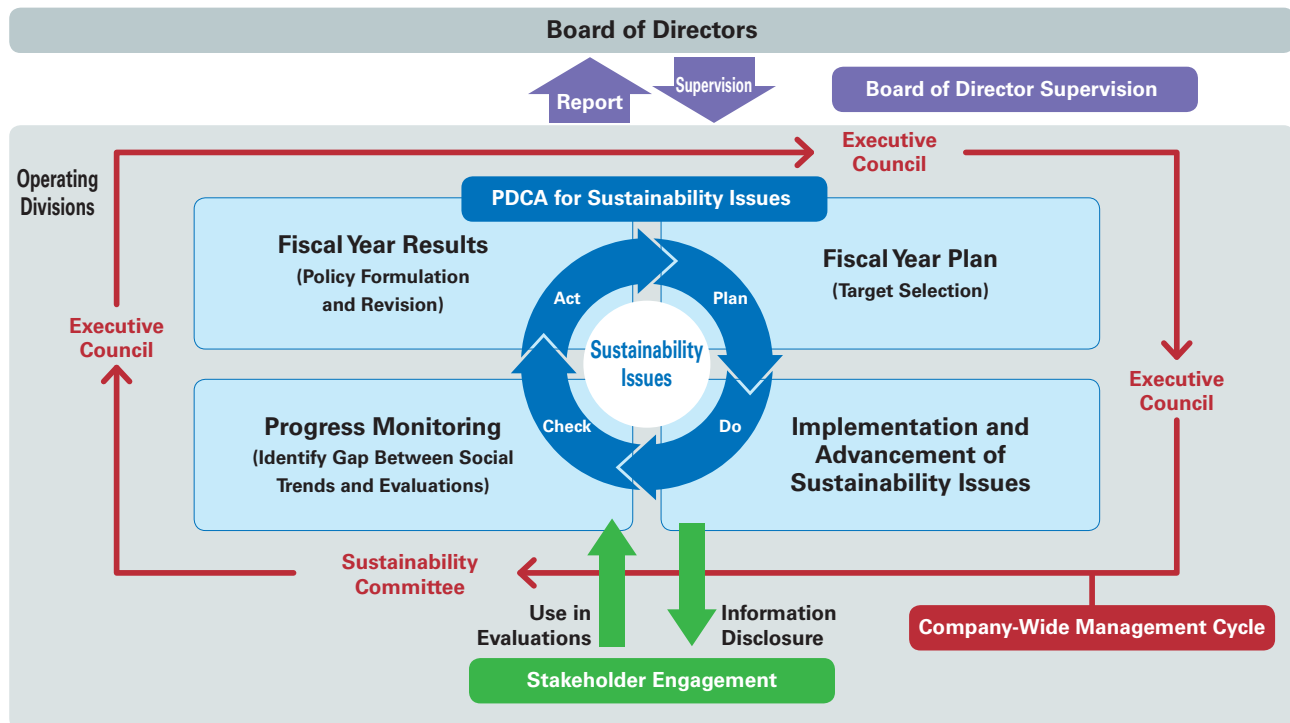 Board of Directors
Report
Supervision
Board of Director Supervision
Operating
Divisions
Executive
Council
PDCA for Sustainability Issues
Fiscal Year Results
(Policy Formulation
and Revision)
Fiscal Year Plan
(Target Selection)
Act
Plan
Sustainability
Issues
Check
Do
Executive
Council
Executive
Council
Progress Monitoring
(Identify Gap Between Social
Trends and Evaluations)
Implementation and
Advancement of
Sustainability Issues
Sustainability
Committee
Use in
Evaluations
Information
Disclosure
Company-Wide Management Cycle
Stakeholder Engagement